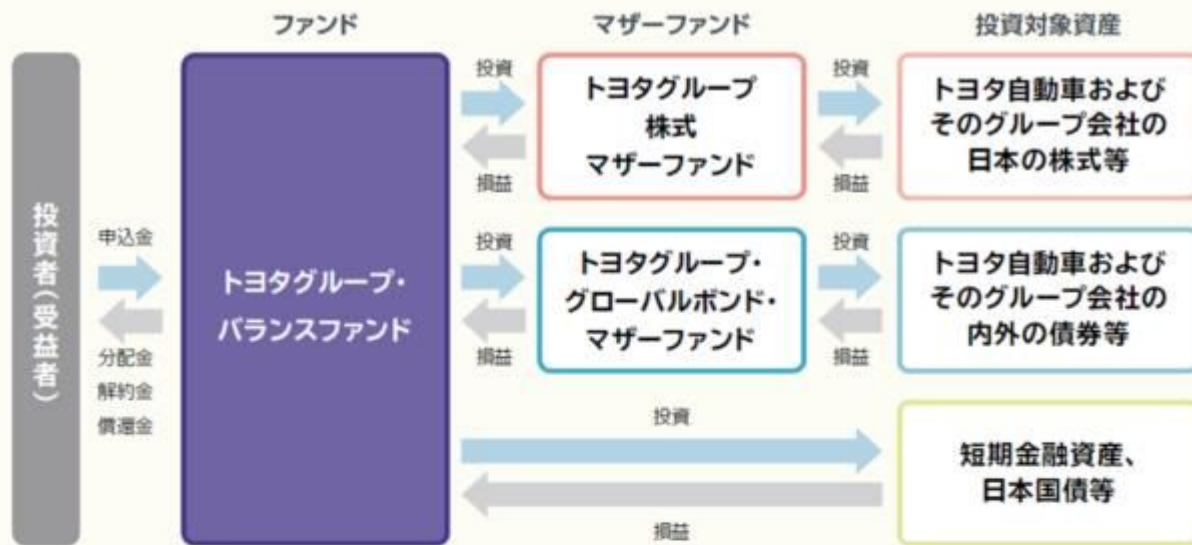 ファンド
マザーファンド
投資対象資産
投資者(受益者)
申込金
分配金
解約金
償還金
トヨタグループ・
バランスファンド
投資
損益
トヨタグループ
株式
マザーファンド
投資
損益
トヨタ自動車および
そのグループ会社の
日本の株式等
投資
損益
トヨタグループ・
グローバルボンド・
マザーファンド
投資
損益
トヨタ自動車および
そのグループ会社の
内外の債券等
投資
損益
短期金融資産、
日本国債等